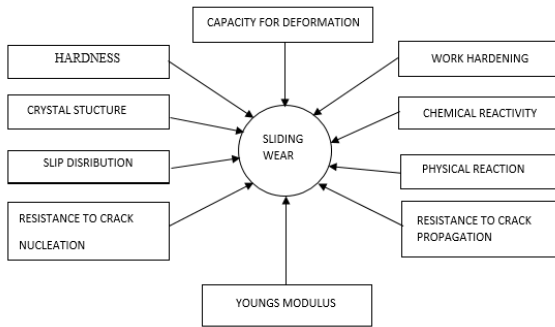 CAPACITY FOR DEFORMATION
HARDNESS
WORK HARDENING
CRYSTAL STUCTURE
CHEMICAL REACTIVITY
SLIDING
WEAR
SLIP DISRIBUTION
PHYSICAL REACTION
RESISTANCE TO CRACK
NUCLEATION
RESISTANCE TO CRACK
PROPAGATION
YOUNGS MODULUS